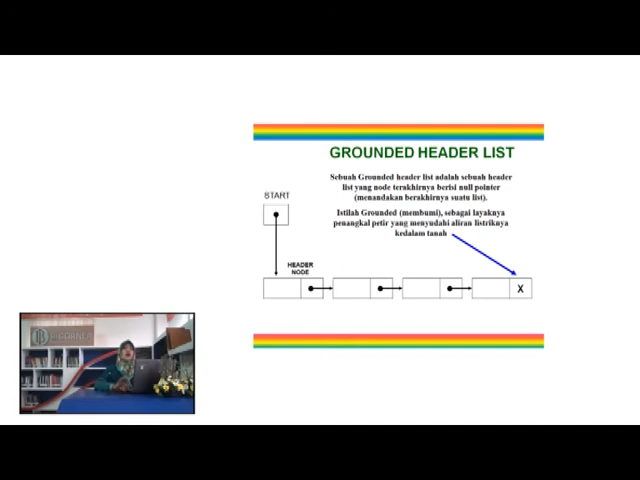 GROUNDED HEADER LIST
Sebuah Grounded header list adalah sebuah header
list yang node terakhirnya berisi null pointer
(menandakan berakhirnya suatu list).
Istilah Grounded (membumi), sebagai layaknya
penangkal petir yang menyudahi aliran listriknya
kedalam tanah
START
HEADER
NODE
X
CORNER